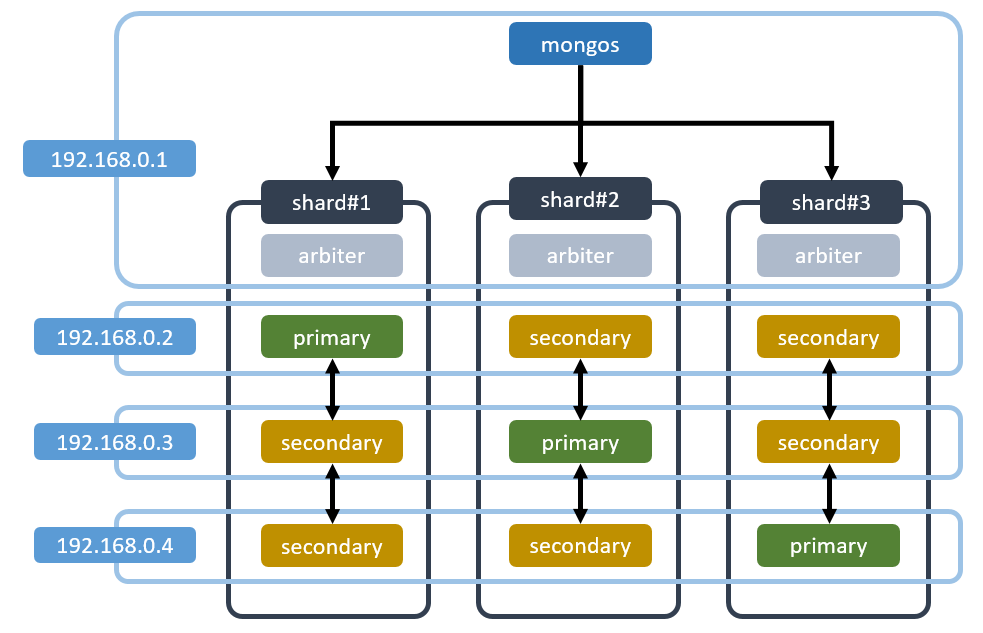 mongos
192.168.0.1
shard#1
shard#2
shard#3
arbiter
arbiter
arbiter
192.168.0.2
primary
secondary
secondary
192.168.0.3
secondary
primary
secondary
192.168.0.4
secondary
secondary
primary